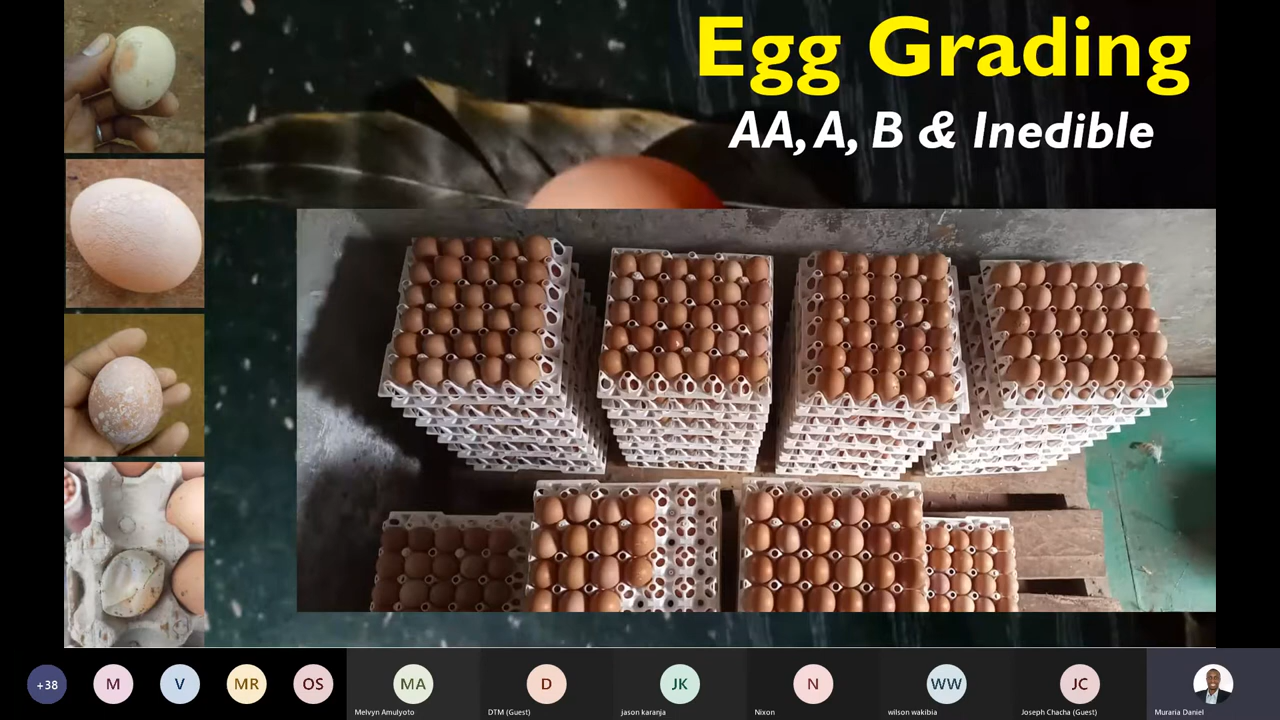 Egg Grading
AA, A, B & Inedible
+38
M
V
MR
OS
MA
Melvyn Amulyoto
D
DTM (Guest)
JK
jason karanja
N
Nixon
WW
wilson wakibia
JC
Joseph Chacha (Guest)
Muraria Daniel